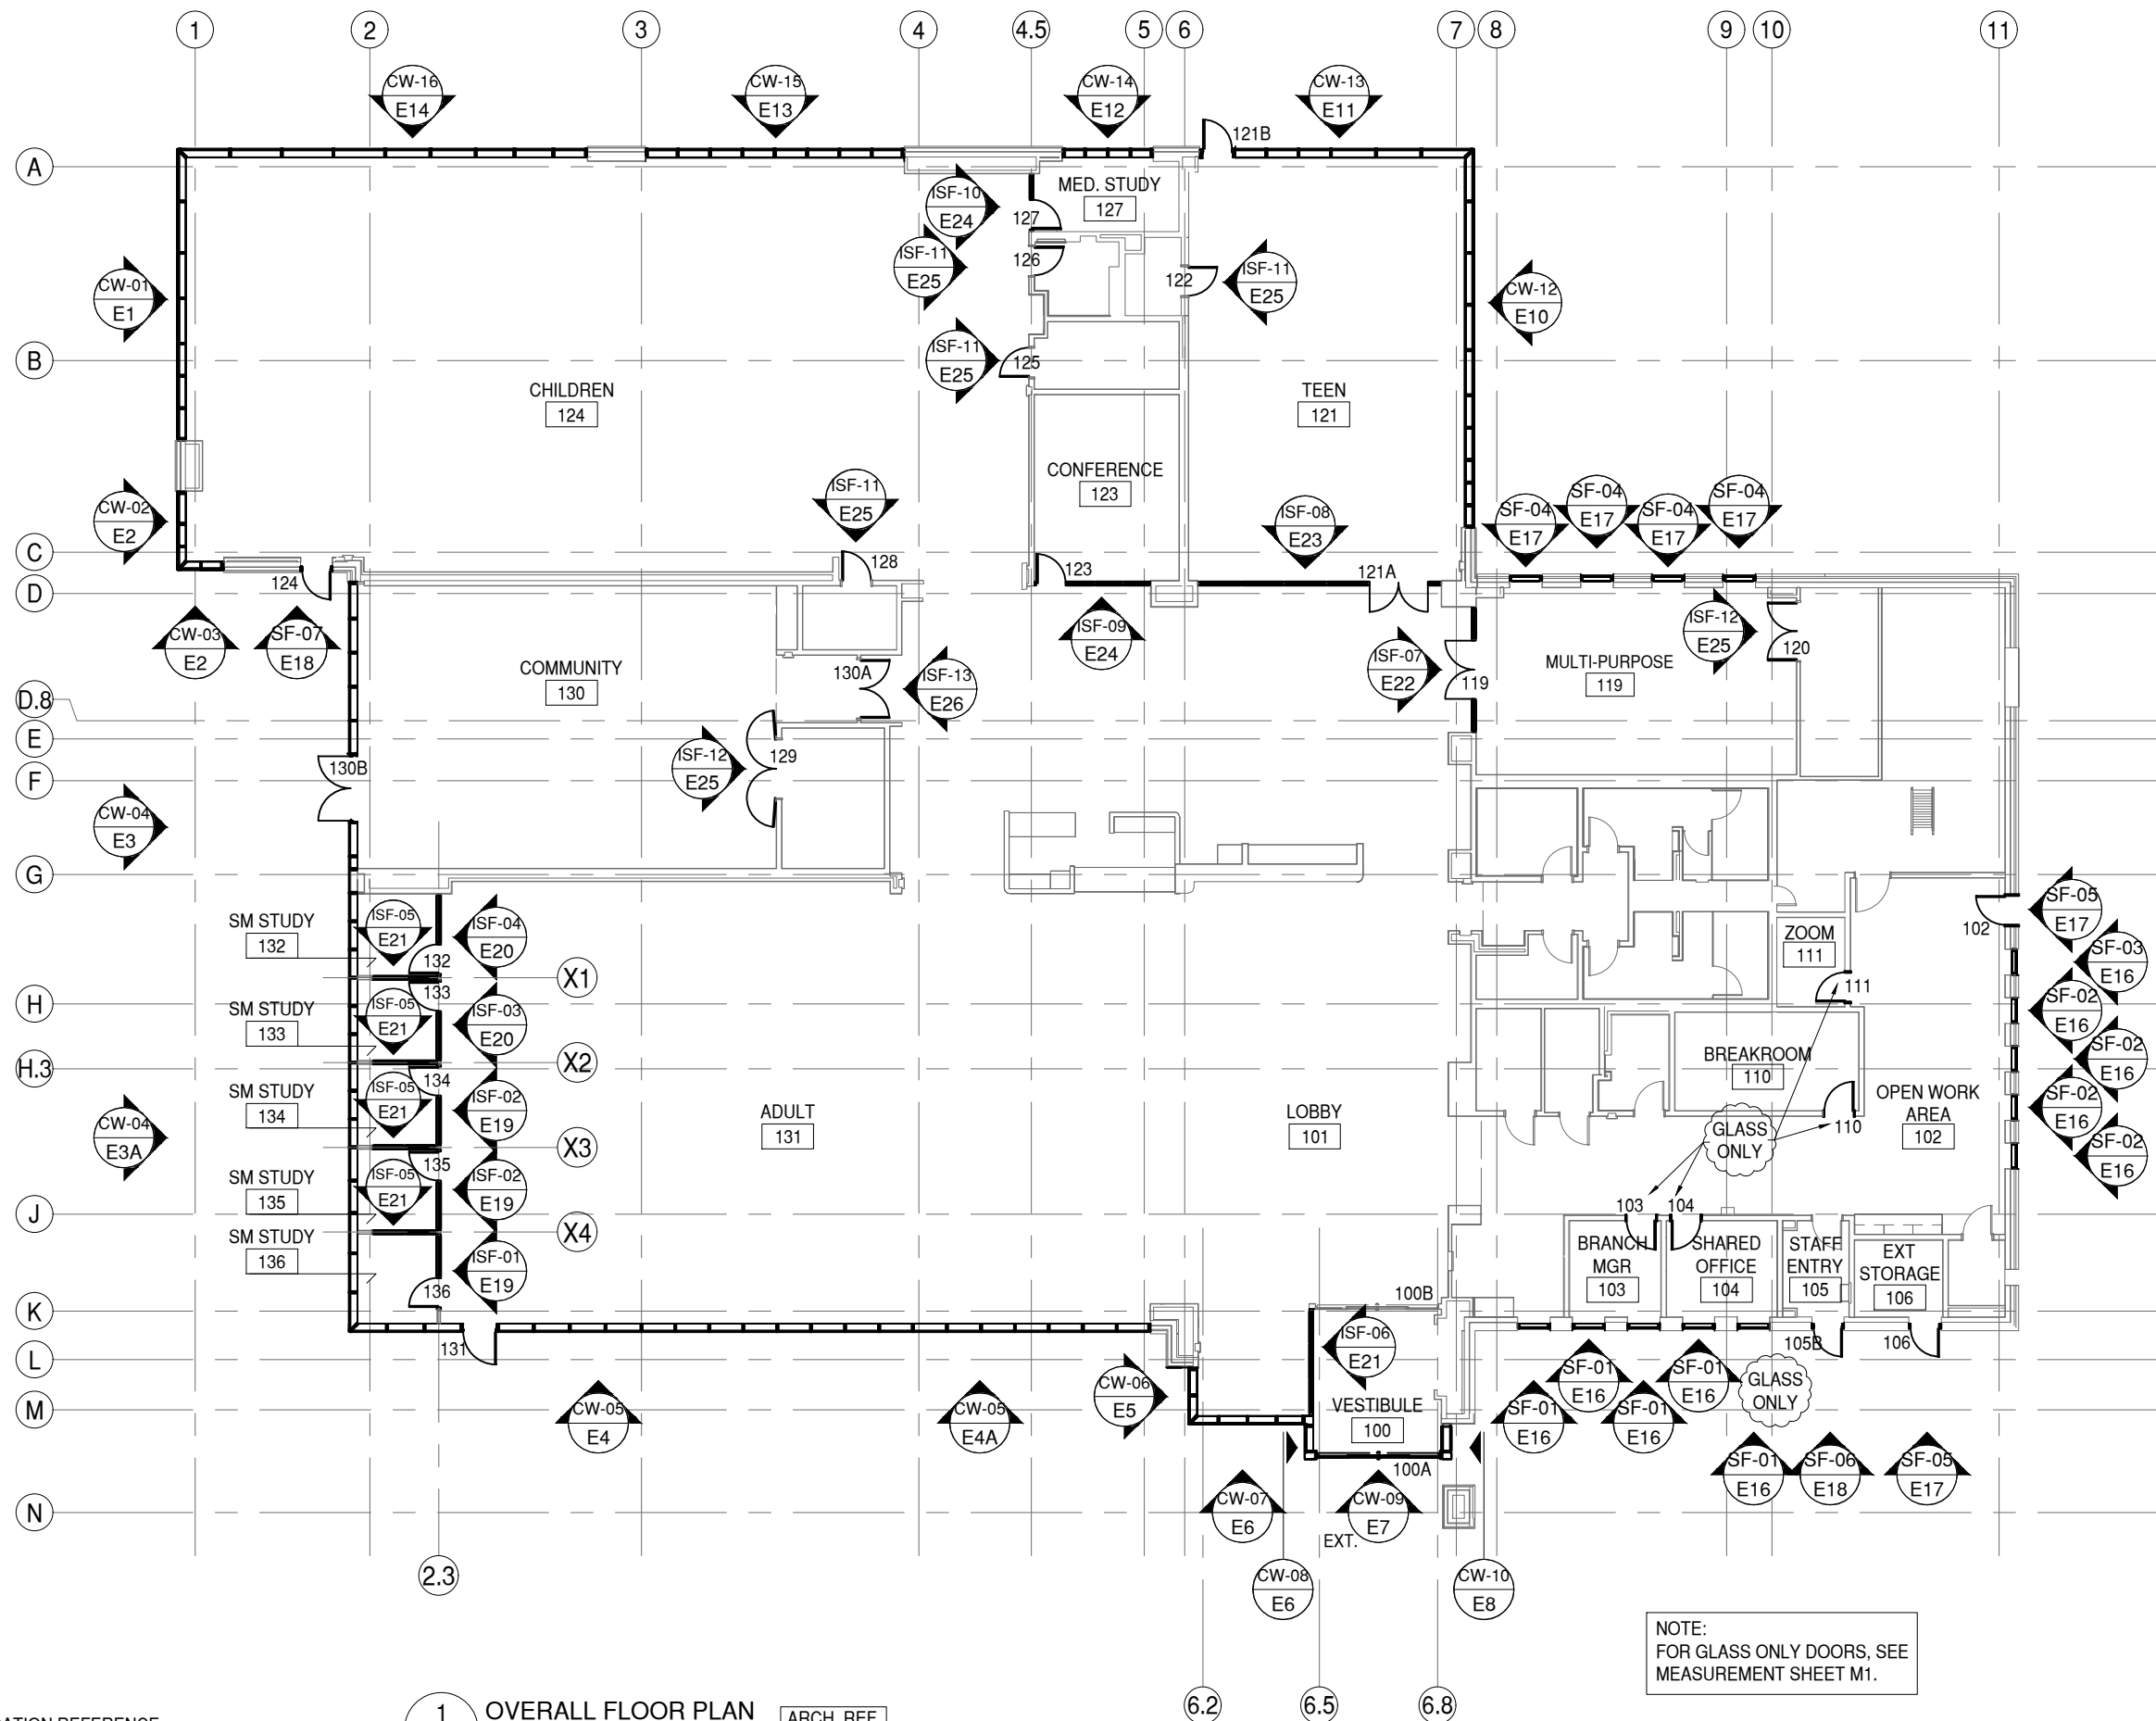 1
2
3
4
4.5
5
6
7
8
9
10
11
CW-16
E14
CW-15
E13
CW-14
E12
CW-13
E11
121B
A
ISF-10
E24
MED. STUDY
127
127
ISF-11
E25
126
122
ISF-11
E25
CW-01
E1
CW-12
E10
B
ISF-11
E25
125
CHILDREN
124
TEEN
121
CONFERENCE
123
CW-02
E2
ISF-11
E25
ISF-08
E23
SF-04
E17
SF-04
E17
SF-04
E17
SF-04
E17
C
124
128
123
121A
D
CW-03
E2
SF-07
E18
ISF-09
E24
ISF-12
E25
120
COMMUNITY
130
130A
ISF-13
E26
ISF-07
E22
119
MULTI-PURPOSE
119
D.8
E
130B
ISF-12
E25
129
F
CW-04
E3
G
SM STUDY
132
ISF-05
E21
132
ISF-04
E20
X1
SF-05
E17
102
ZOOM
111
111
SF-03
E16
H
SM STUDY
133
ISF-05
E21
133
ISF-03
E20
X2
SF-02
E16
SF-02
E16
H.3
SM STUDY
134
ISF-05
E21
134
ISF-02
E19
X3
BREAKROOM
110
110
GLASS
ONLY
OPEN WORK
AREA
102
SF-02
E16
SF-02
E16
CW-04
E3A
ADULT
131
LOBBY
101
SM STUDY
135
ISF-05
E21
135
ISF-02
E19
X4
J
103
104
SM STUDY
136
136
ISF-01
E19
BRANCH
MGR
103
SHARED
OFFICE
104
STAFF
ENTRY
105
EXT
STORAGE
106
K
100B
131
ISF-06
E21
105B
106
L
CW-06
E5
SF-01
E16
SF-01
E16
GLASS
ONLY
M
CW-05
E4
CW-05
E4A
VESTIBULE
100
SF-01
E16
SF-01
E16
100A
SF-01
E16
SF-06
E18
SF-05
E17
N
CW-07
E6
CW-09
E7
EXT.
2.3
CW-08
E6
CW-10
E8
NOTE:
FOR GLASS ONLY DOORS, SEE
MEASUREMENT SHEET M1.
6.2
6.5
6.8
1
OVERALL FLOOR PLAN
ARCH. REF.